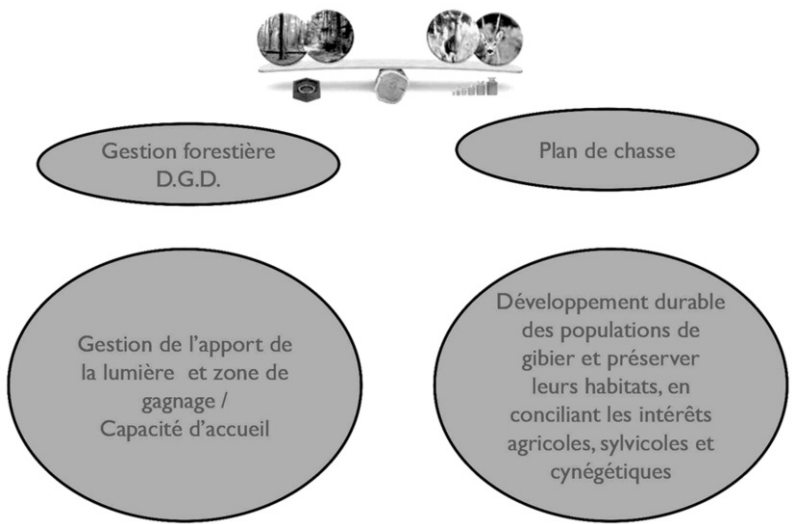 Gestion forestière
D.G.D.
Plan de chasse
Gestion de l'apport de
la lumière et zone de
gagnage /
Capacité d'accueil
Développement durable
des populations de
gibier et préserver
leurs habitats, en
conciliant les intérêts
agricoles, sylvicoles et
cynégétiques